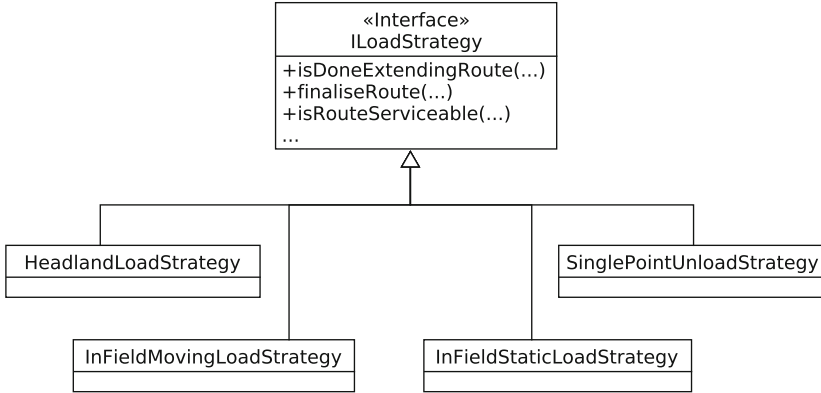 «Interface»
ILoadStrategy
+isDoneExtendingRoute(...)
+finaliseRoute(...)
+isRouteServiceable(...)
...
HeadlandLoadStrategy
SinglePointUnloadStrategy
InFieldMovingLoadStrategy
InFieldStaticLoadStrategy